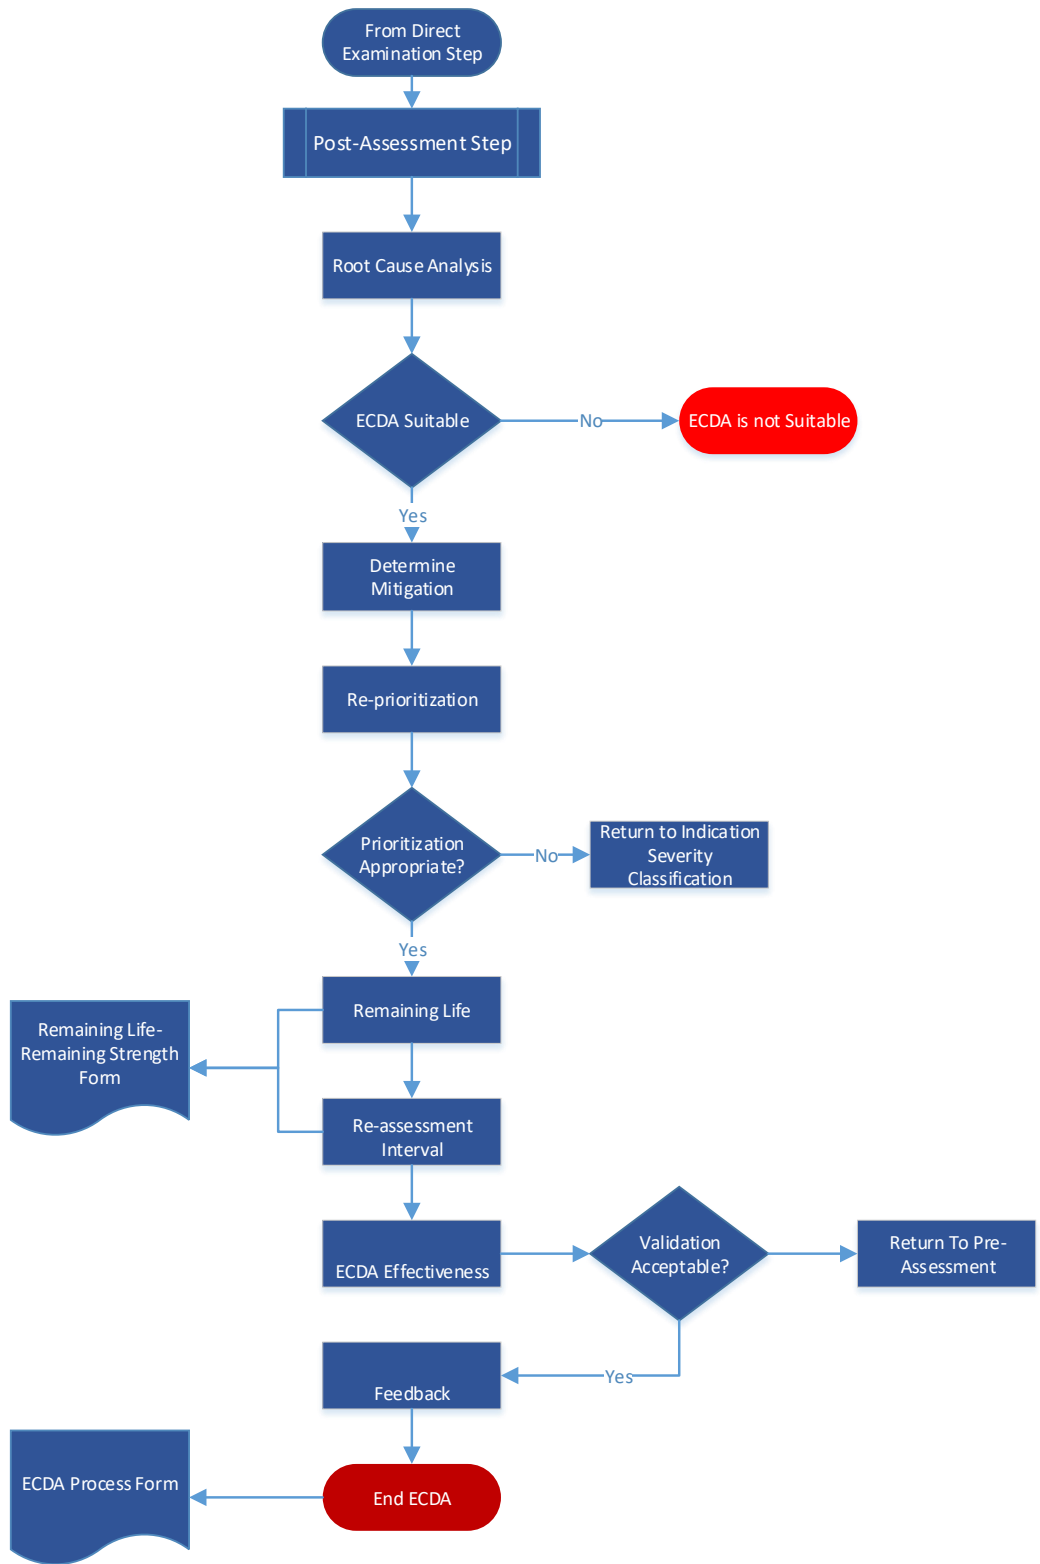 From Direct
Examination Step
Post-Assessment Step
Root Cause Analysis
ECDA Suitable
No
ECDA is not Suitable
Yes
Determine
Mitigation
Re-prioritization
Prioritization
Appropriate?
No
Return to Indication
Severity
Classification
Yes
Remaining Life
Remaining Life-
Remaining Strength
Form
Re-assessment
Interval
ECDA Effectiveness
Validation
Acceptable?
Return To Pre-
Assessment
Yes
Feedback
ECDA Process Form
End ECDA